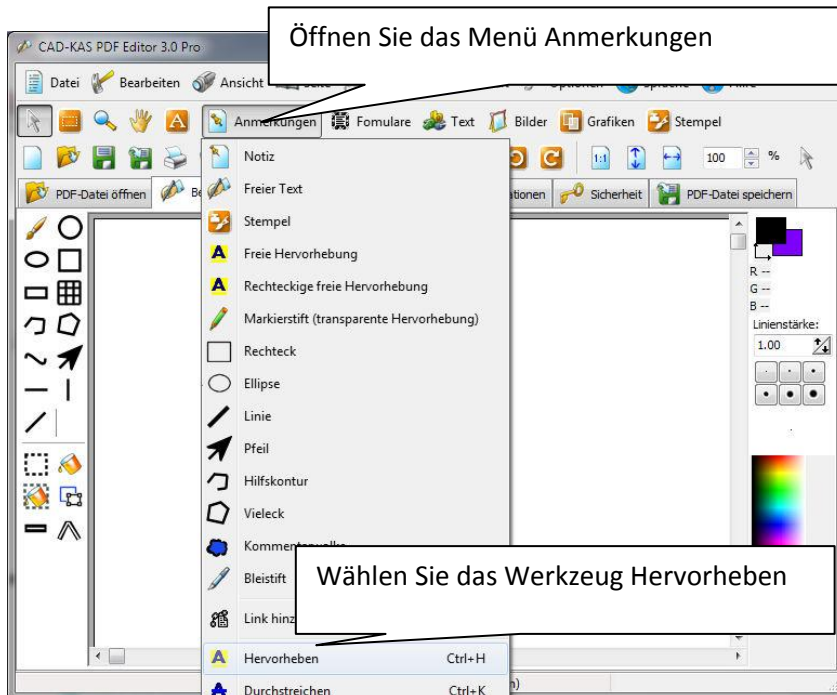 Öffnen Sie das Menü Anmerkungen
CAD-KAS PDF Editor 3.0 Pro
Datei Bearbeiten Ansicht
Anmerkungen Fomulare Text Bilder Grafiken Stempel
1:1 100 %
PDF-Datei öffnen Sicherheit PDF-Datei speichern
Notiz
Freier Text
Stempel
Freie Hervorhebung
Rechteckige freie Hervorhebung
Markierstift (transparente Hervorhebung)
Rechteck
Ellipse
Linie
Pfeil
Hilfskontur
Vieleck
Bleistift
Link
Hervorheben Ctrl+H
Durchstreichen Ctrl+K
R --
G --
B --
Linienstärke:
1.00
Wählen Sie das Werkzeug Hervorheben